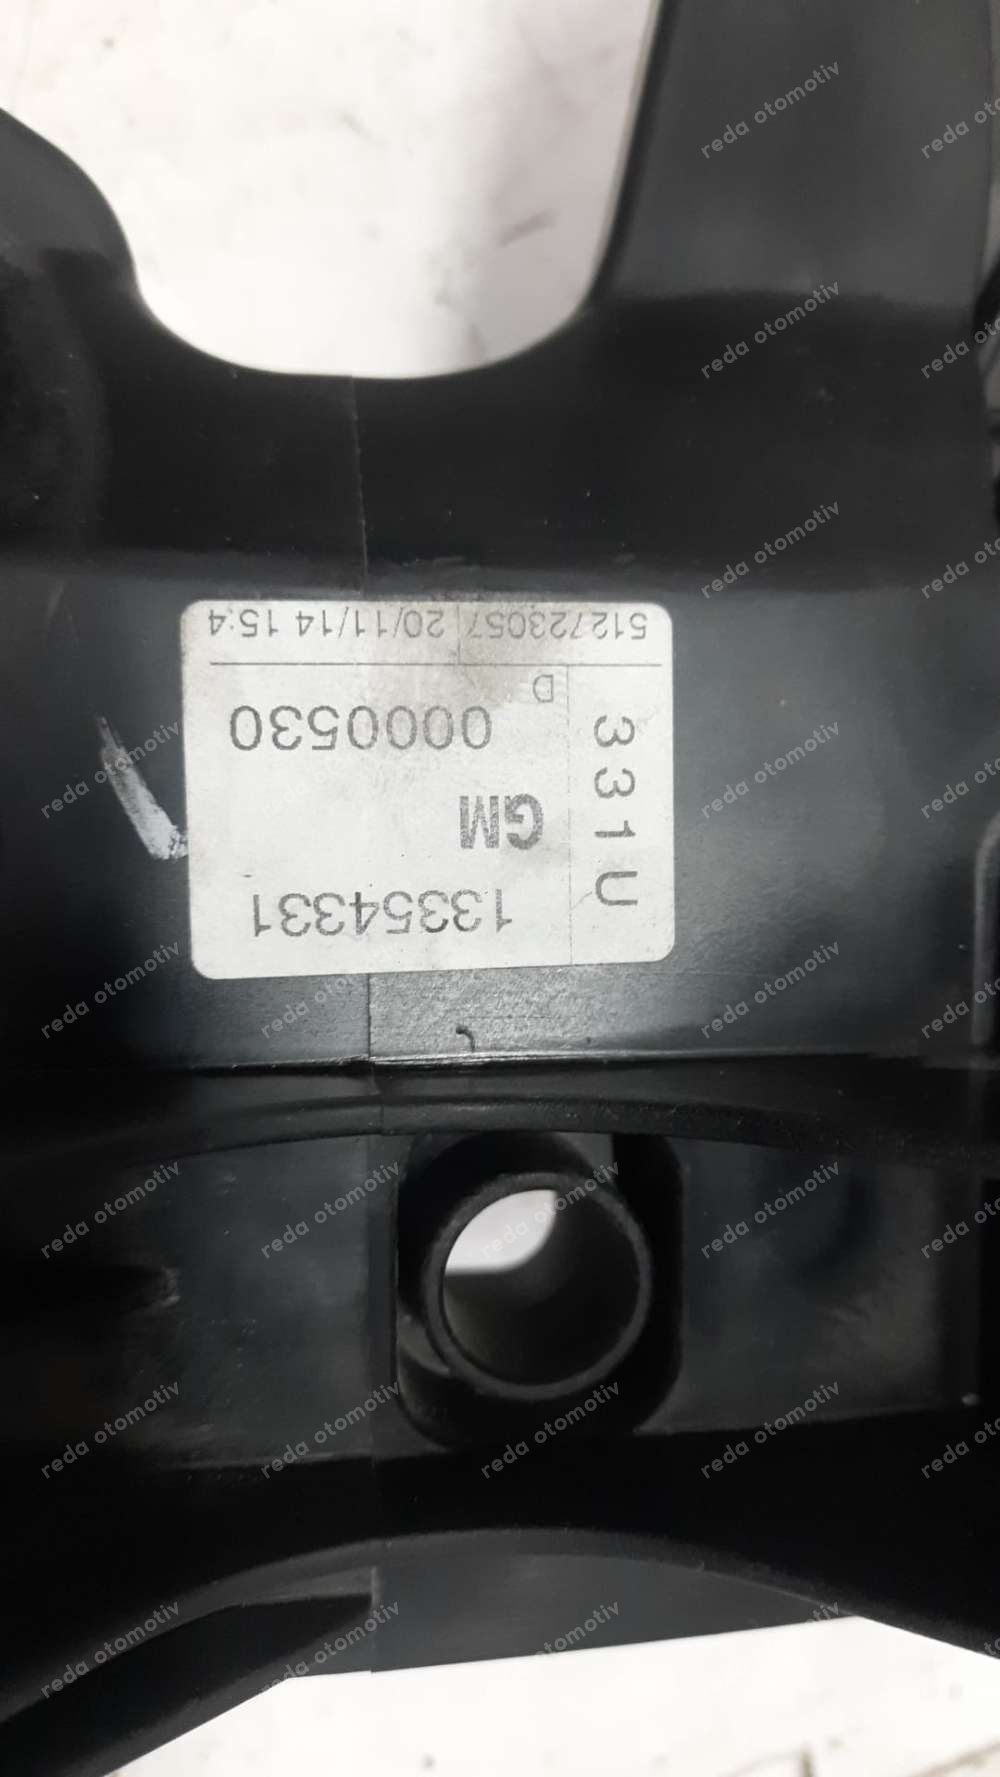 13354331
GM
0000530
D
331U
512723057 20/11/14 15:4
reda otomotiv